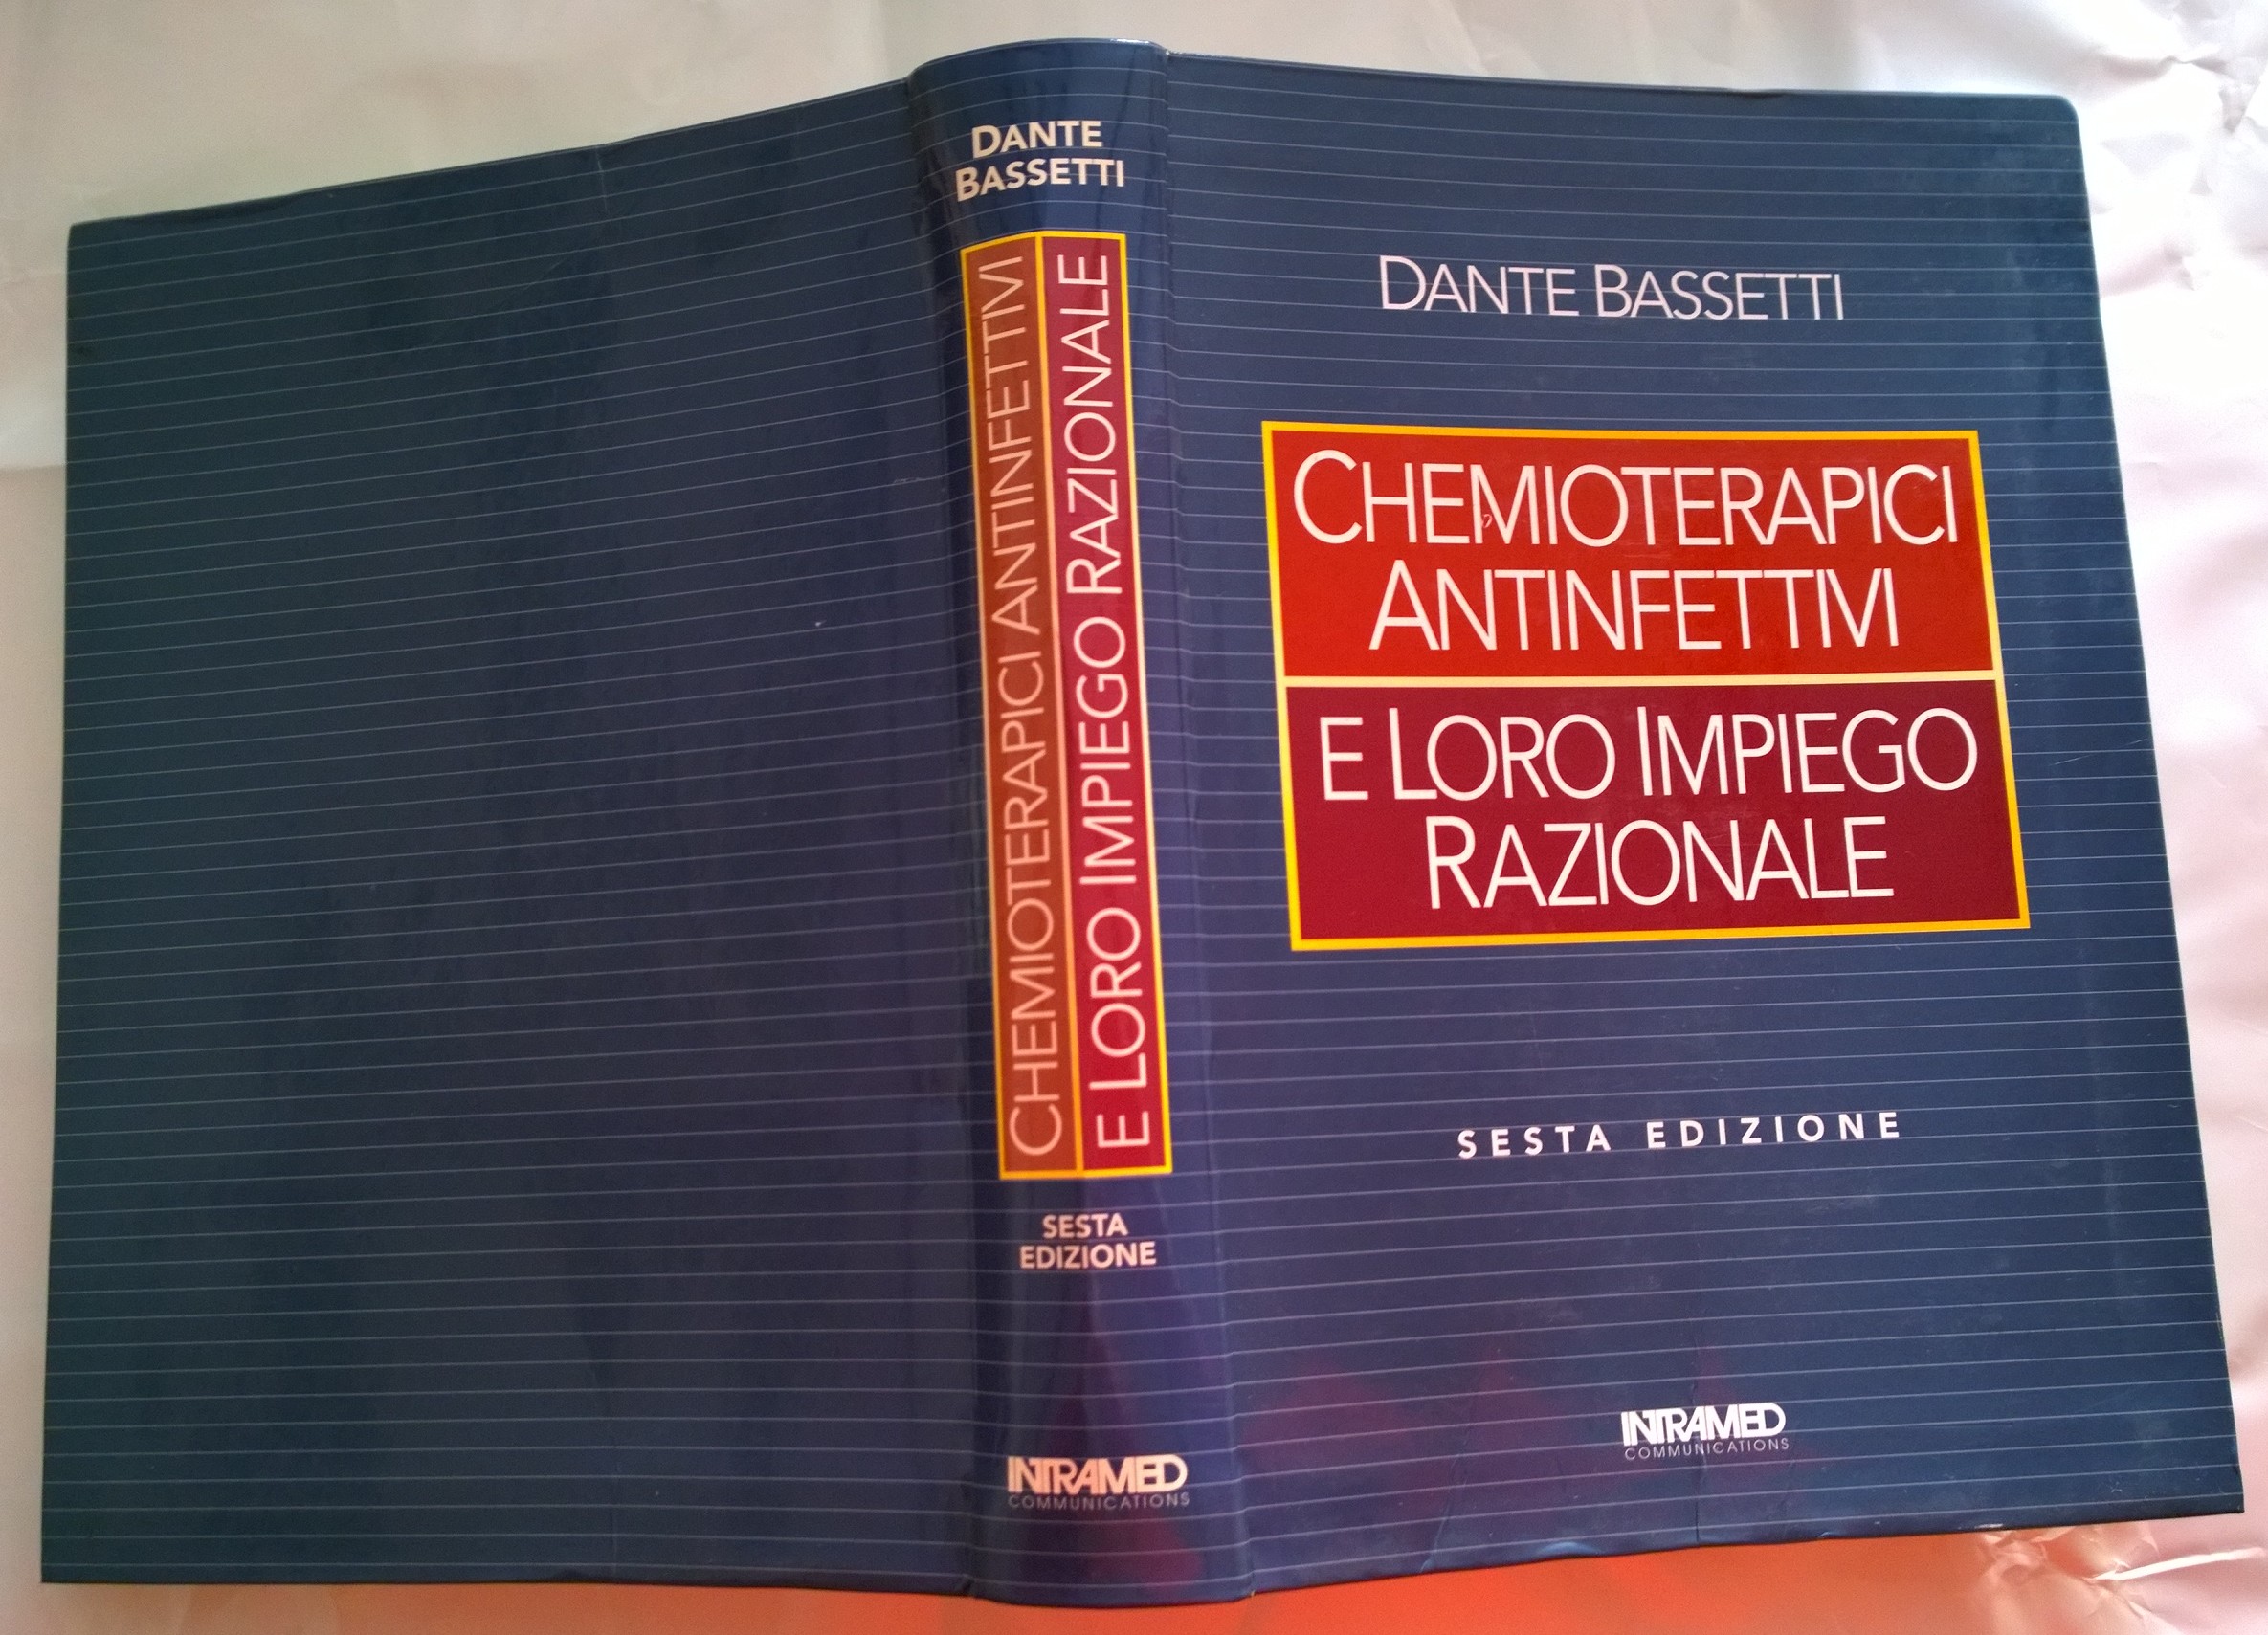 DANTE
BASSETTI
CHEMIOTERAPICI ANTINFETTIVI
E LORO IMPIEGO RAZIONALE
SESTA
EDIZIONE
INTRAMED
COMMUNICATIONS
DANTE BASSETTI
CHEMIOTERAPICI
ANTINFETTIVI
E LORO IMPIEGO
RAZIONALE
SESTA EDIZIONE
INTRAMED
COMMUNICATIONS